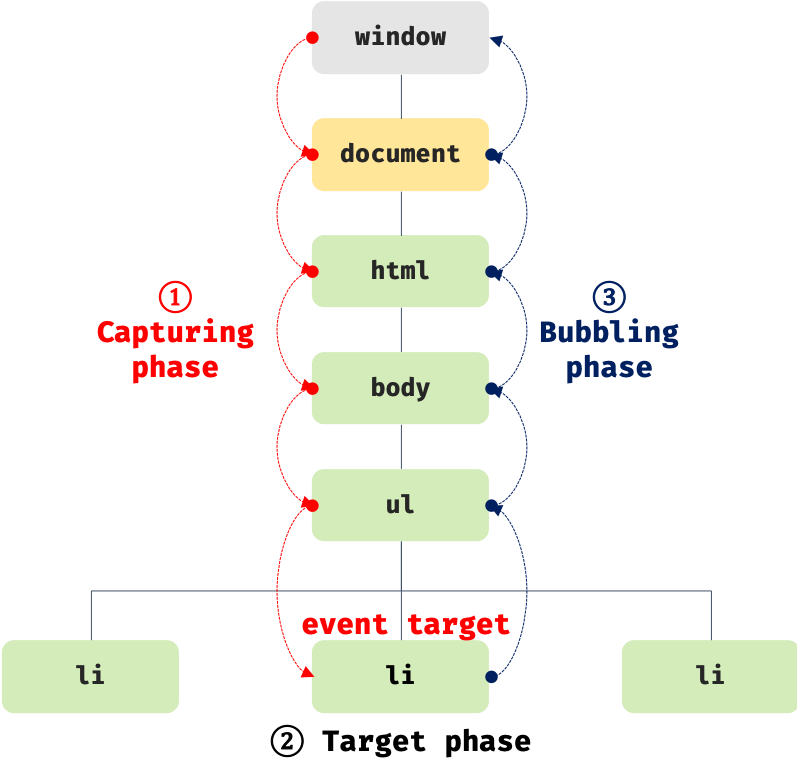 window
document
html
①
Capturing
phase
③
Bubbling
phase
body
ul
event target
li
li
li
② Target phase